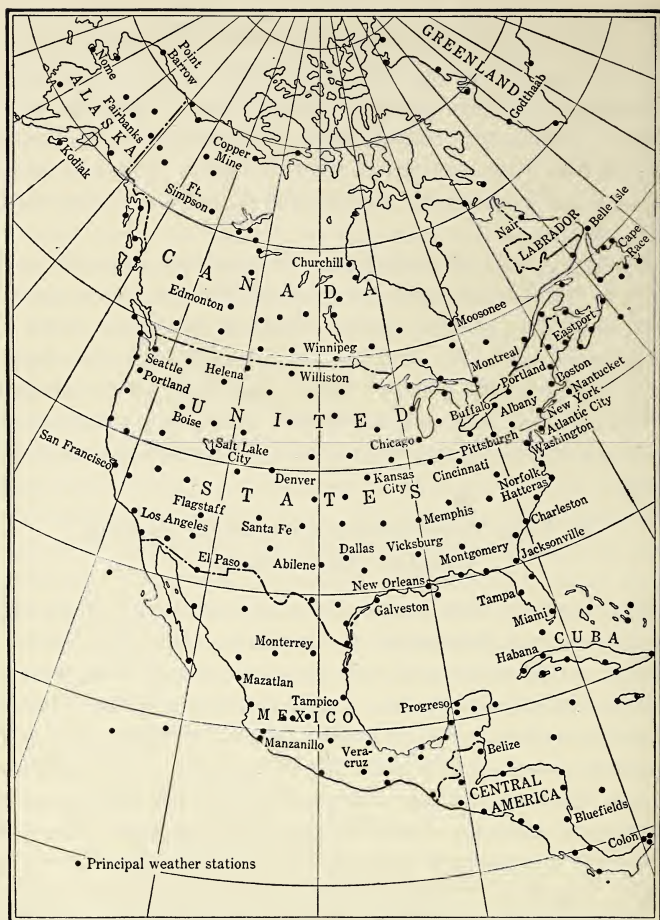 GREENLAND
Godthaab
Point
Barrow
Nome
ALASKA
Fairbanks
Kodiak
Copper
Mine
Ft.
Simpson
Belle Isle
Nair
LABRADOR
Cape
Race
CANADA
Churchill
Edmonton
Moosonee
Eastport
Winnipeg
Montreal
Seattle
Portland
Helena
Williston
Portland
Boston
Nantucket
Buffalo
Albany
New York
Atlantic City
Washington
UNITED
Boise
Salt Lake
City
Chicago
Pittsburgh
San Francisco
Denver
Kansas
City
Cincinnati
Norfolk
Hatteras
STATES
Flagstaff
Los Angeles
Santa Fe
Memphis
Charleston
El Paso
Abilene
Dallas
Vicksburg
Montgomery
Jacksonville
New Orleans
Galveston
Tampa
Miami
CUBA
Monterrey
Habana
Mazatlan
Tampico
Progreso
MEXICO
Manzanillo
Vera-
cruz
Belize
CENTRAL
AMERICA
Bluefields
Colon
Principal weather stations